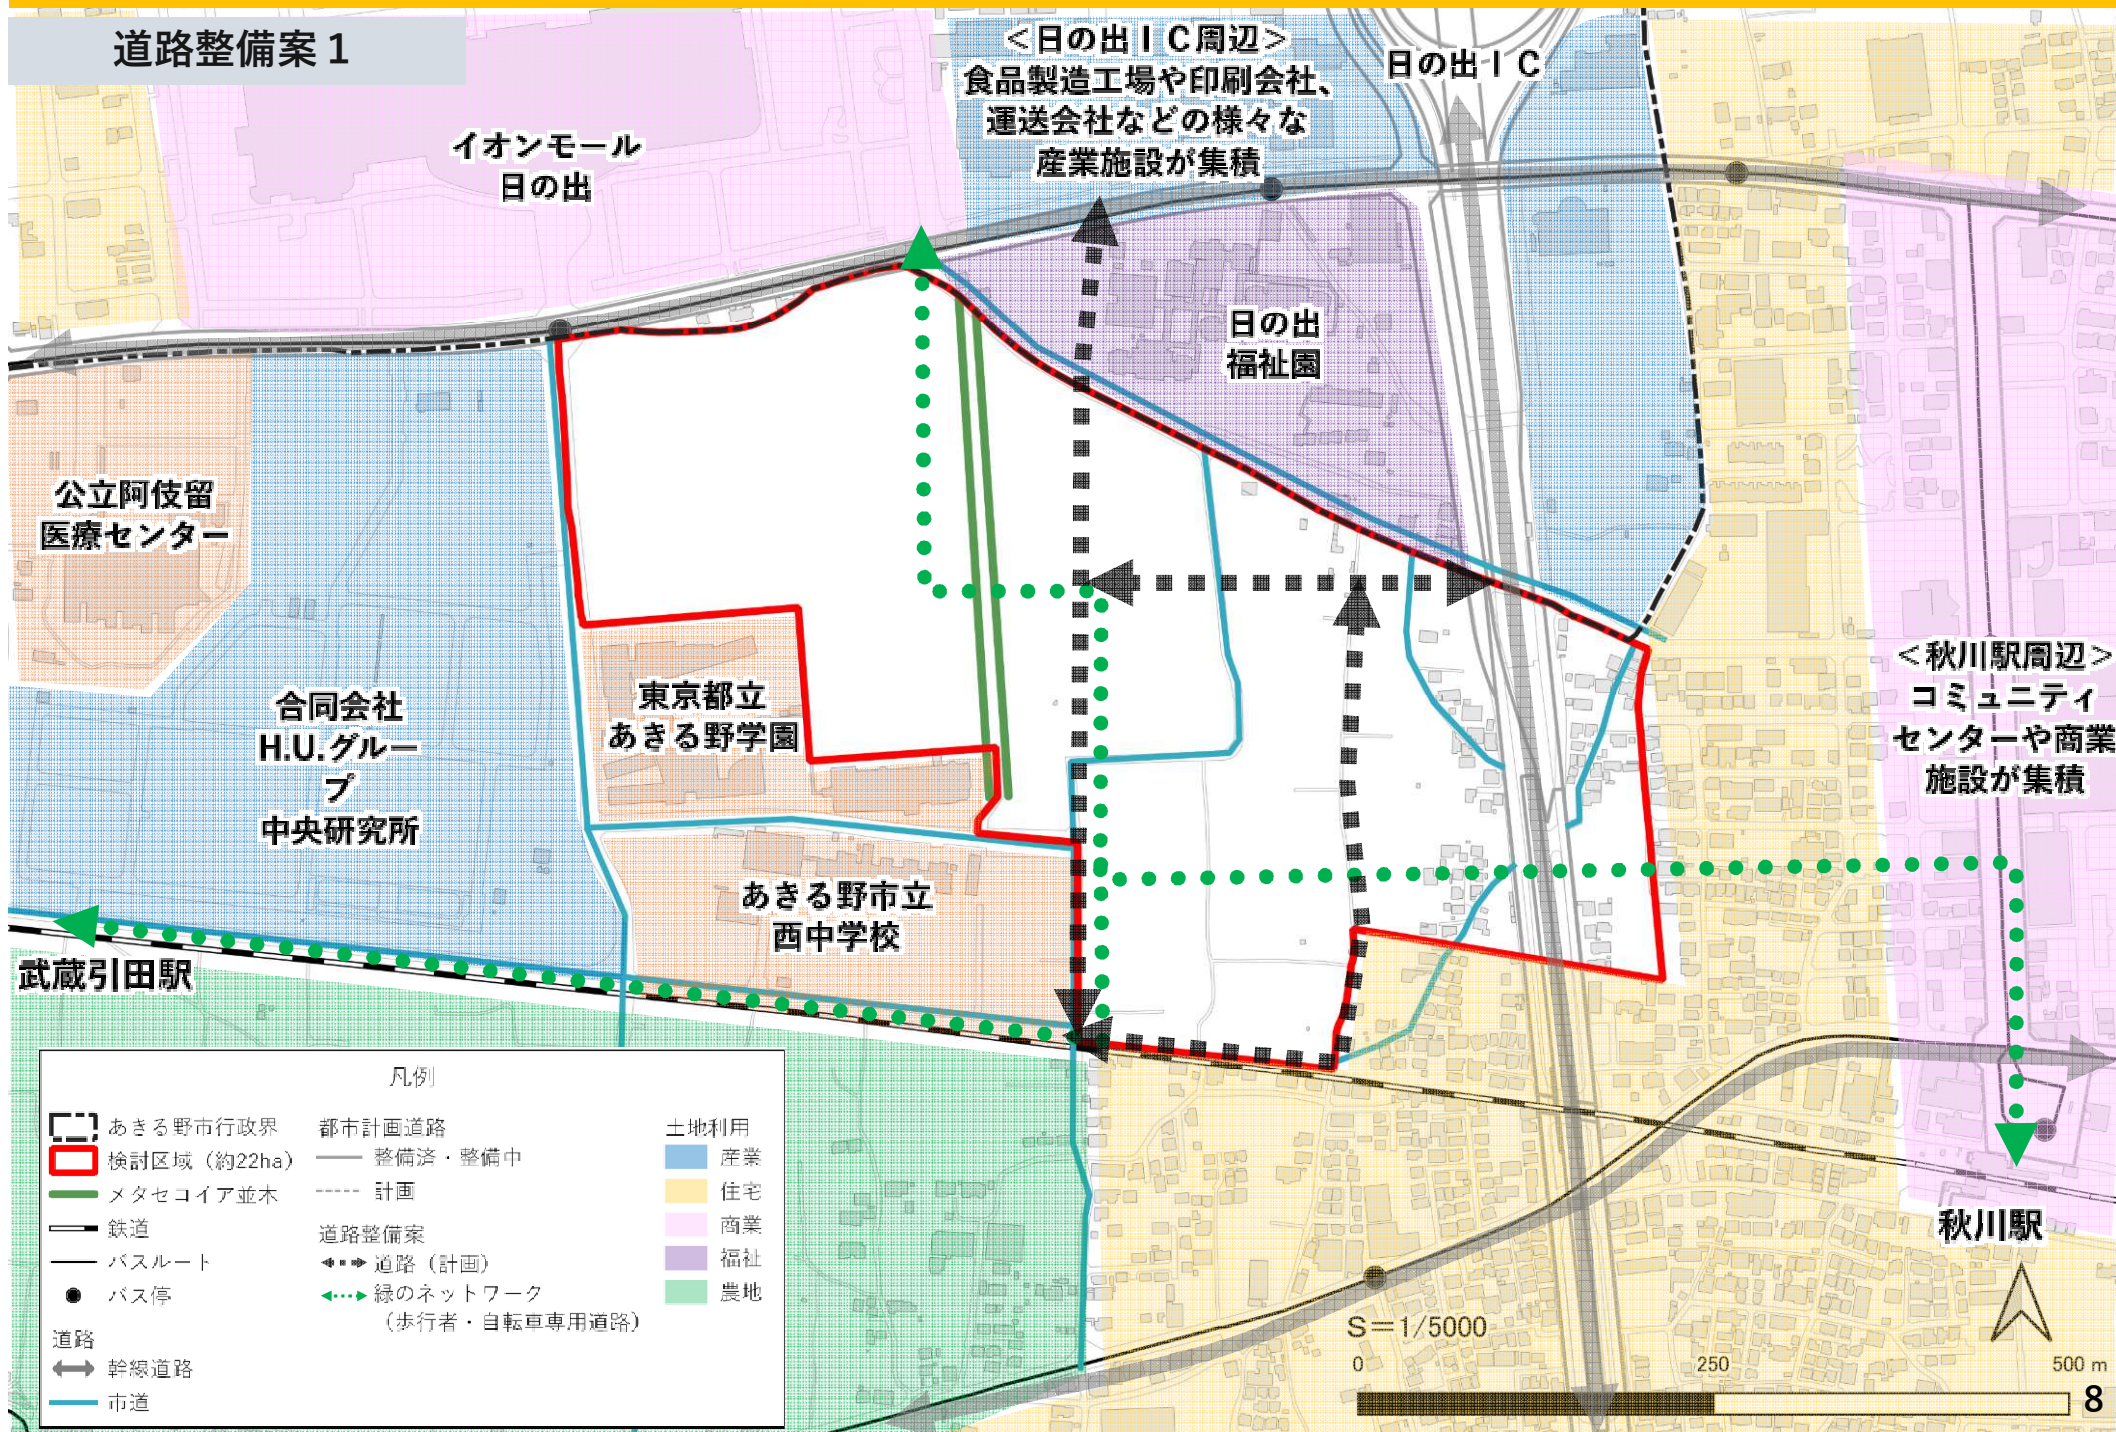 道路整備案1
<日の出IC周辺>
食品製造工場や印刷会社、
運送会社などの様々な
産業施設が集積
日の出IC
イオンモール
日の出
日の出
福祉園
公立阿伎留
医療センター
合同会社
H.U.グルー
プ
中央研究所
東京都立
あきる野学園
あきる野市立
西中学校
<秋川駅周辺>
コミュニティ
センターや商業
施設が集積
武蔵引田駅
秋川駅
凡例
あきる野市行政界
検討区域（約22ha）
メタセコイア並木
鉄道
バスルート
バス停
道路
幹線道路
市道
都市計画道路
整備済・整備中
計画
道路整備案
道路（計画）
緑のネットワーク
（歩行者・自転車専用道路）
土地利用
産業
住宅
商業
福祉
農地
S＝1/5000
0 250 500 m
8